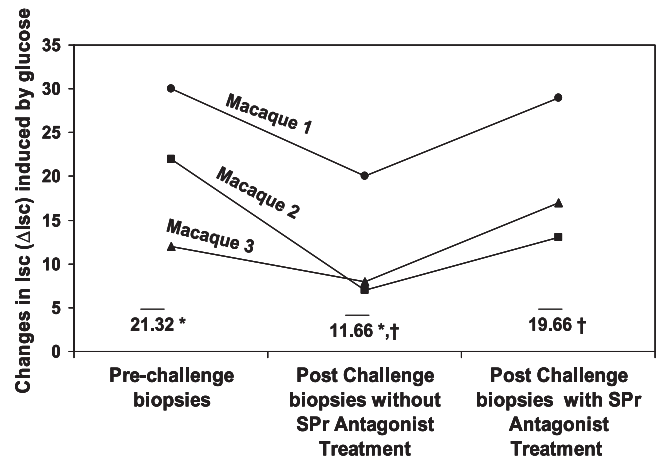 Changes in Isc (ΔIsc) induced by glucose
35
30
25
20
15
10
5
0
Macaque 1
Macaque 2
Macaque 3
21.32 *
11.66 *,†
19.66 †
Pre-challenge
biopsies
Post Challenge
biopsies without
SPr Antagonist
Treatment
Post Challenge
biopsies with SPr
Antagonist
Treatment